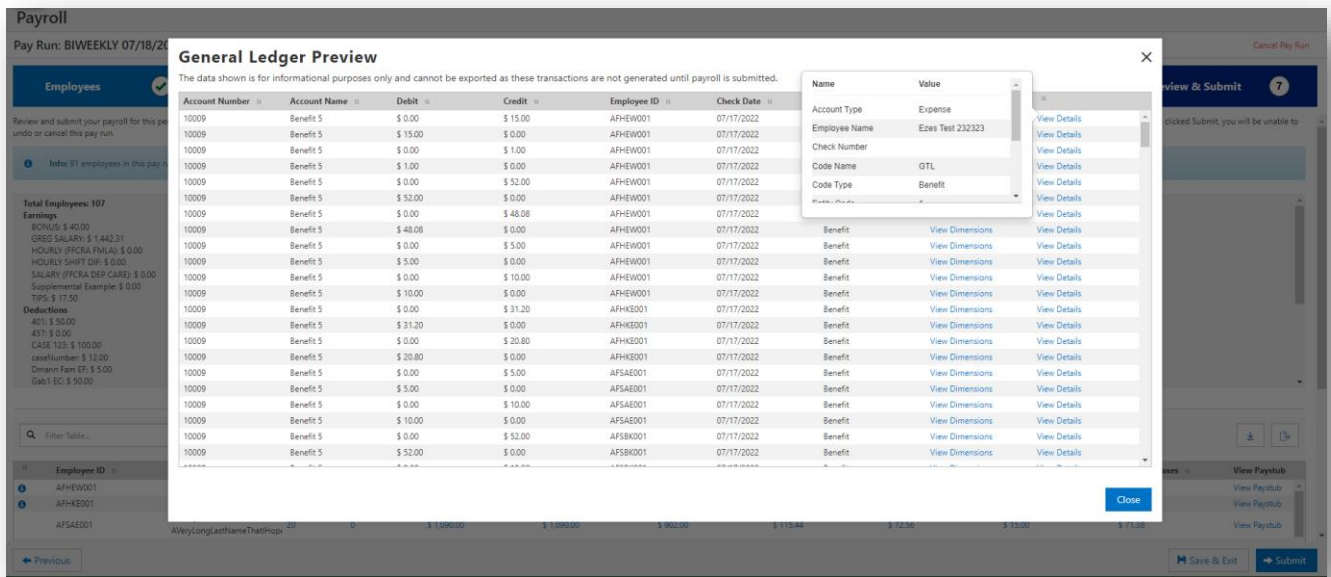 Payroll
Pay Run: BIWEEKLY 07/18/20
Cancel Pay Run
Employees
view & Submit 7
Review and submit your payroll for this pe
clicked Submit, you will be unable to
undo or cancel this pay run.
Info: 91 employees in this pay r
Total Employees: 107
Earnings
BONUS: $ 40.00
GREG SALARY: $ 1,442.31
HOURLY (FFCRA FMLA): $ 0.00
HOURLY SHIFT DIF: $ 0.00
SALARY (FFCRA DEP CARE): $ 0.00
Supplemental Example: $ 0.00
TIPS: $ 17.50
Deductions
401: $ 50.00
457: $ 0.00
CASE 123: $ 100.00
caseNumber: $ 12.00
Dmann Fam EF: $ 5.00
Gab1 EC: $ 50.00
General Ledger Preview
The data shown is for informational purposes only and cannot be exported as these transactions are not generated until payroll is submitted.
Account Number Account Name Debit Credit Employee ID Check Date
10009 Benefit 5 $ 0.00 $ 15.00 AFHEW001 07/17/2022 View Details
10009 Benefit 5 $ 15.00 $ 0.00 AFHEW001 07/17/2022 View Details
10009 Benefit 5 $ 0.00 $ 1.00 AFHEW001 07/17/2022 View Details
10009 Benefit 5 $ 1.00 $ 0.00 AFHEW001 07/17/2022 View Details
10009 Benefit 5 $ 0.00 $ 52.00 AFHEW001 07/17/2022 View Details
10009 Benefit 5 $ 52.00 $ 0.00 AFHEW001 07/17/2022 View Details
10009 Benefit 5 $ 0.00 $ 48.08 AFHEW001 07/17/2022 View Details
10009 Benefit 5 $ 48.08 $ 0.00 AFHEW001 07/17/2022 Benefit View Dimensions View Details
10009 Benefit 5 $ 0.00 $ 5.00 AFHEW001 07/17/2022 Benefit View Dimensions View Details
10009 Benefit 5 $ 5.00 $ 0.00 AFHEW001 07/17/2022 Benefit View Dimensions View Details
10009 Benefit 5 $ 0.00 $ 10.00 AFHEW001 07/17/2022 Benefit View Dimensions View Details
10009 Benefit 5 $ 10.00 $ 0.00 AFHEW001 07/17/2022 Benefit View Dimensions View Details
10009 Benefit 5 $ 0.00 $ 31.20 AFHKE001 07/17/2022 Benefit View Dimensions View Details
10009 Benefit 5 $ 31.20 $ 0.00 AFHKE001 07/17/2022 Benefit View Dimensions View Details
10009 Benefit 5 $ 0.00 $ 20.80 AFHKE001 07/17/2022 Benefit View Dimensions View Details
10009 Benefit 5 $ 20.80 $ 0.00 AFHKE001 07/17/2022 Benefit View Dimensions View Details
10009 Benefit 5 $ 0.00 $ 5.00 AFSAE001 07/17/2022 Benefit View Dimensions View Details
10009 Benefit 5 $ 5.00 $ 0.00 AFSAE001 07/17/2022 Benefit View Dimensions View Details
10009 Benefit 5 $ 0.00 $ 10.00 AFSAE001 07/17/2022 Benefit View Dimensions View Details
10009 Benefit 5 $ 10.00 $ 0.00 AFSAE001 07/17/2022 Benefit View Dimensions View Details
10009 Benefit 5 $ 0.00 $ 52.00 AFSBK001 07/17/2022 Benefit View Dimensions View Details
10009 Benefit 5 $ 52.00 $ 0.00 AFSBK001 07/17/2022 Benefit View Dimensions View Details
Name Value
Account Type Expense
Employee Name Ezes Test 232323
Check Number
Code Name GTL
Code Type Benefit
Close
Filter Table...
Employee ID
axes View Paystub
AFHEW001 View Paystub
AFHKE001 View Paystub
AFSAE001 AVeryLongLastNameThatIHop 20 0 $ 1,090.00 $ 1,090.00 $ 902.00 $ 115.44 $ 72.56 $ 15.00 $ 71.38 View Paystub
Previous
Save & Exit
Submit